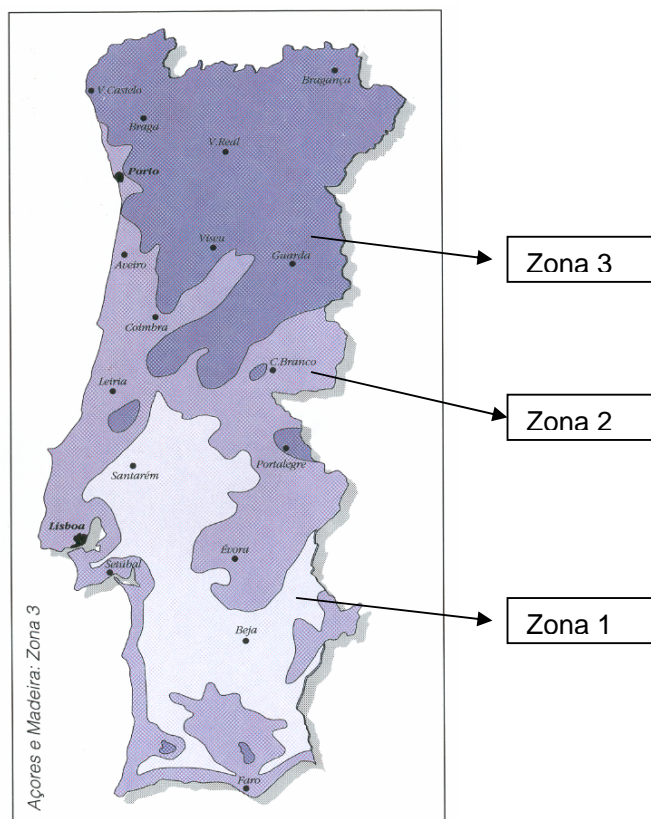 Bragança
V.Castelo
Braga
V.Real
Porto
Viseu
Guarda
Aveiro
Zona 3
Coimbra
C.Branco
Leiria
Zona 2
Portalegre
Santarém
Lisboa
Évora
Setúbal
Zona 1
Beja
Faro
Açores e Madeira: Zona 3